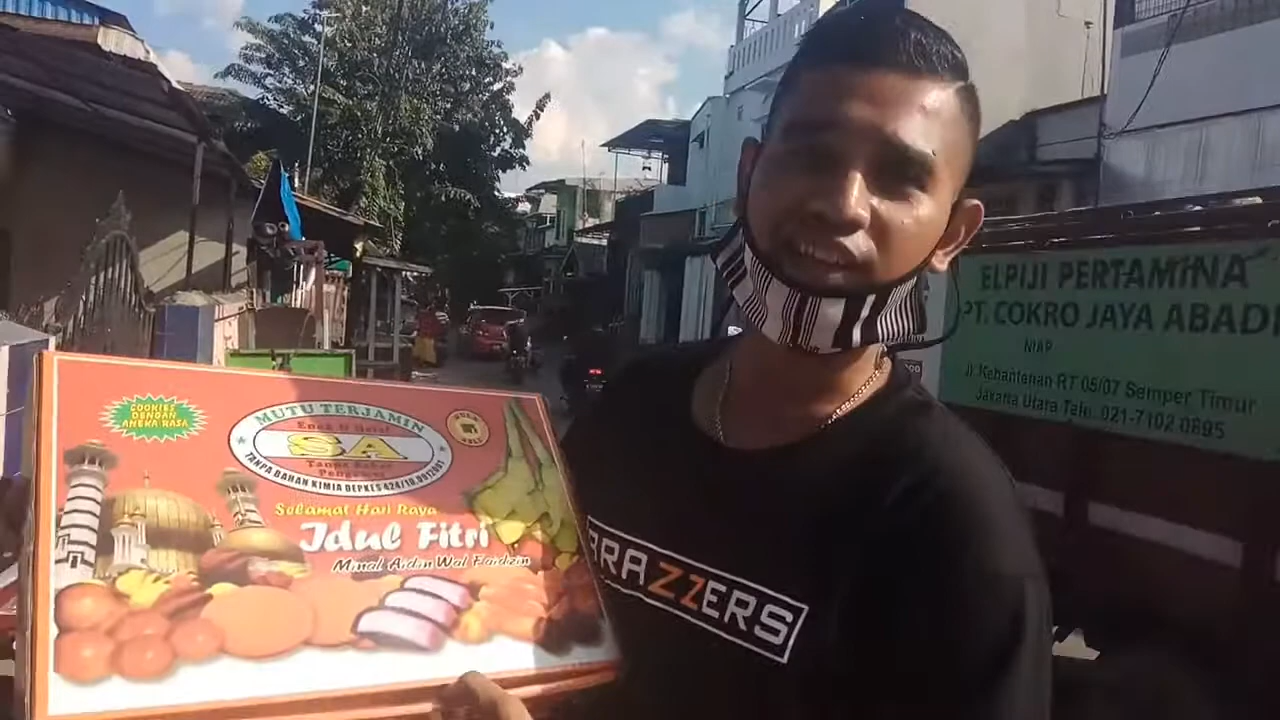 COOKIES
DENGAN
ANEKA RASA
MUTU TERJAMIN
Enak & Lezat
SA
Tanpa Bahan
Pengawet
TANPA BAHAN KIMIA DEPKES
Selamat Hari Raya
Idul Fitri
Minal Aidin Wal Faidzin
RAZZERS
ELPIJI PERTAMINA
PT. COKRO JAYA ABADI
NIAP
Jl. Kebantenan RT 05/07 Semper Timur
Jakarta Utara Telp. 021-7102 0895